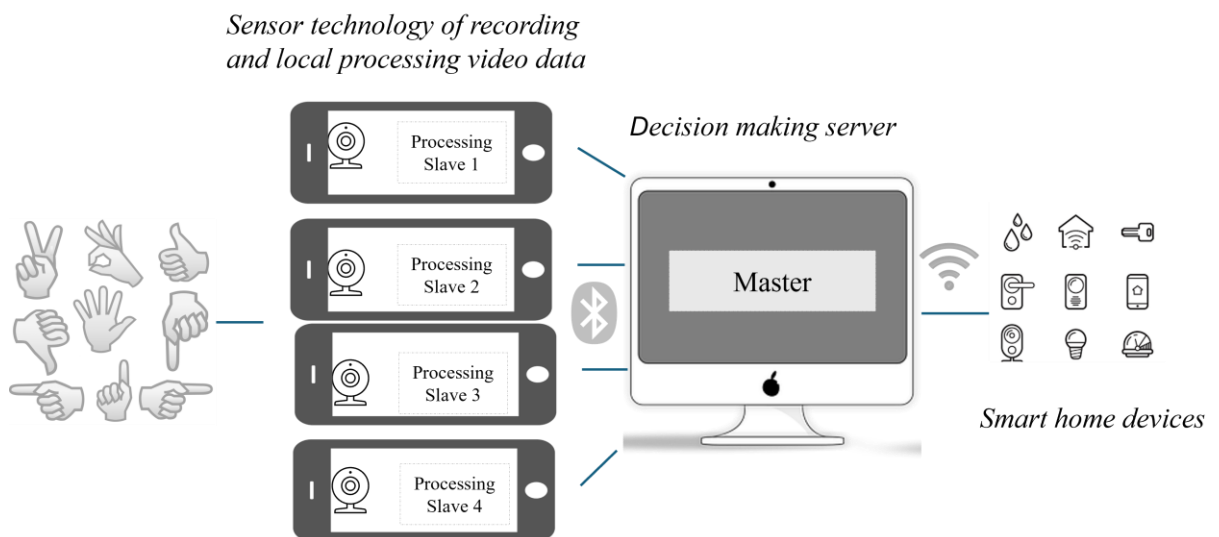 Sensor technology of recording
and local processing video data
Processing
Slave 1
Decision making server
Processing
Slave 2
Master
Processing
Slave 3
Smart home devices
Processing
Slave 4